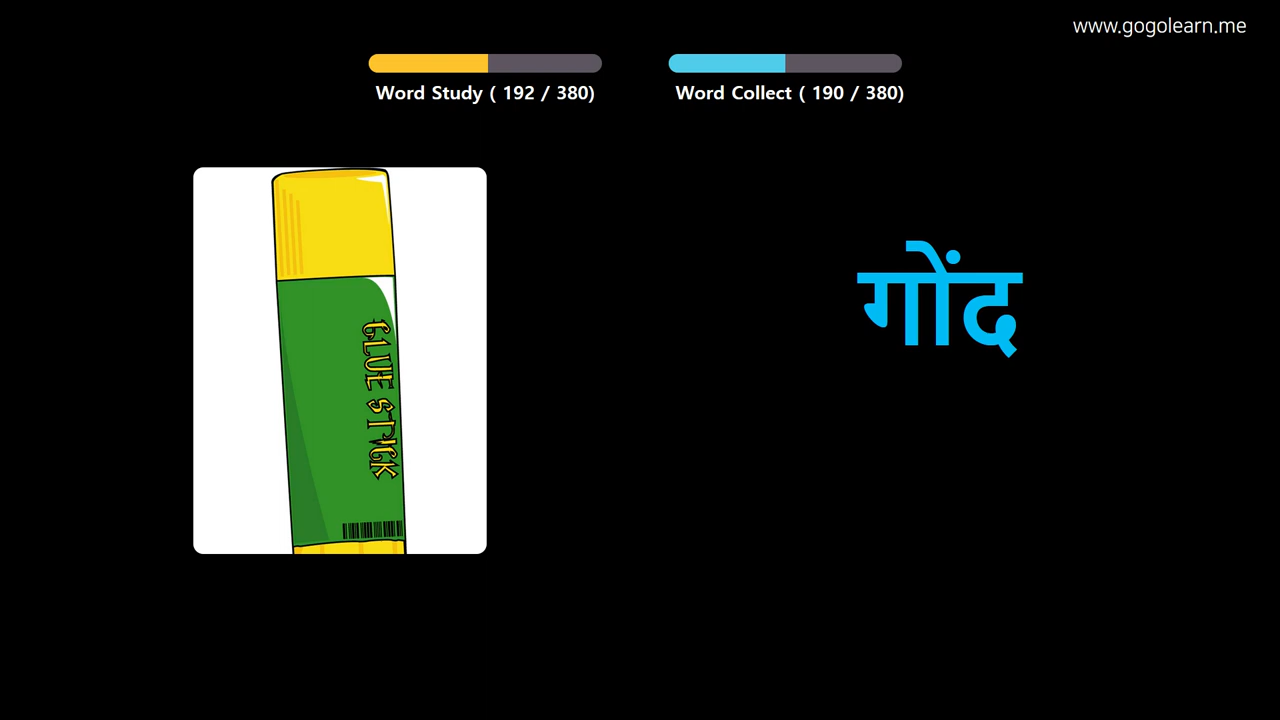 www.gogolearn.me
Word Study ( 192 / 380)
Word Collect ( 190 / 380)
गोंद
GLUE STICK